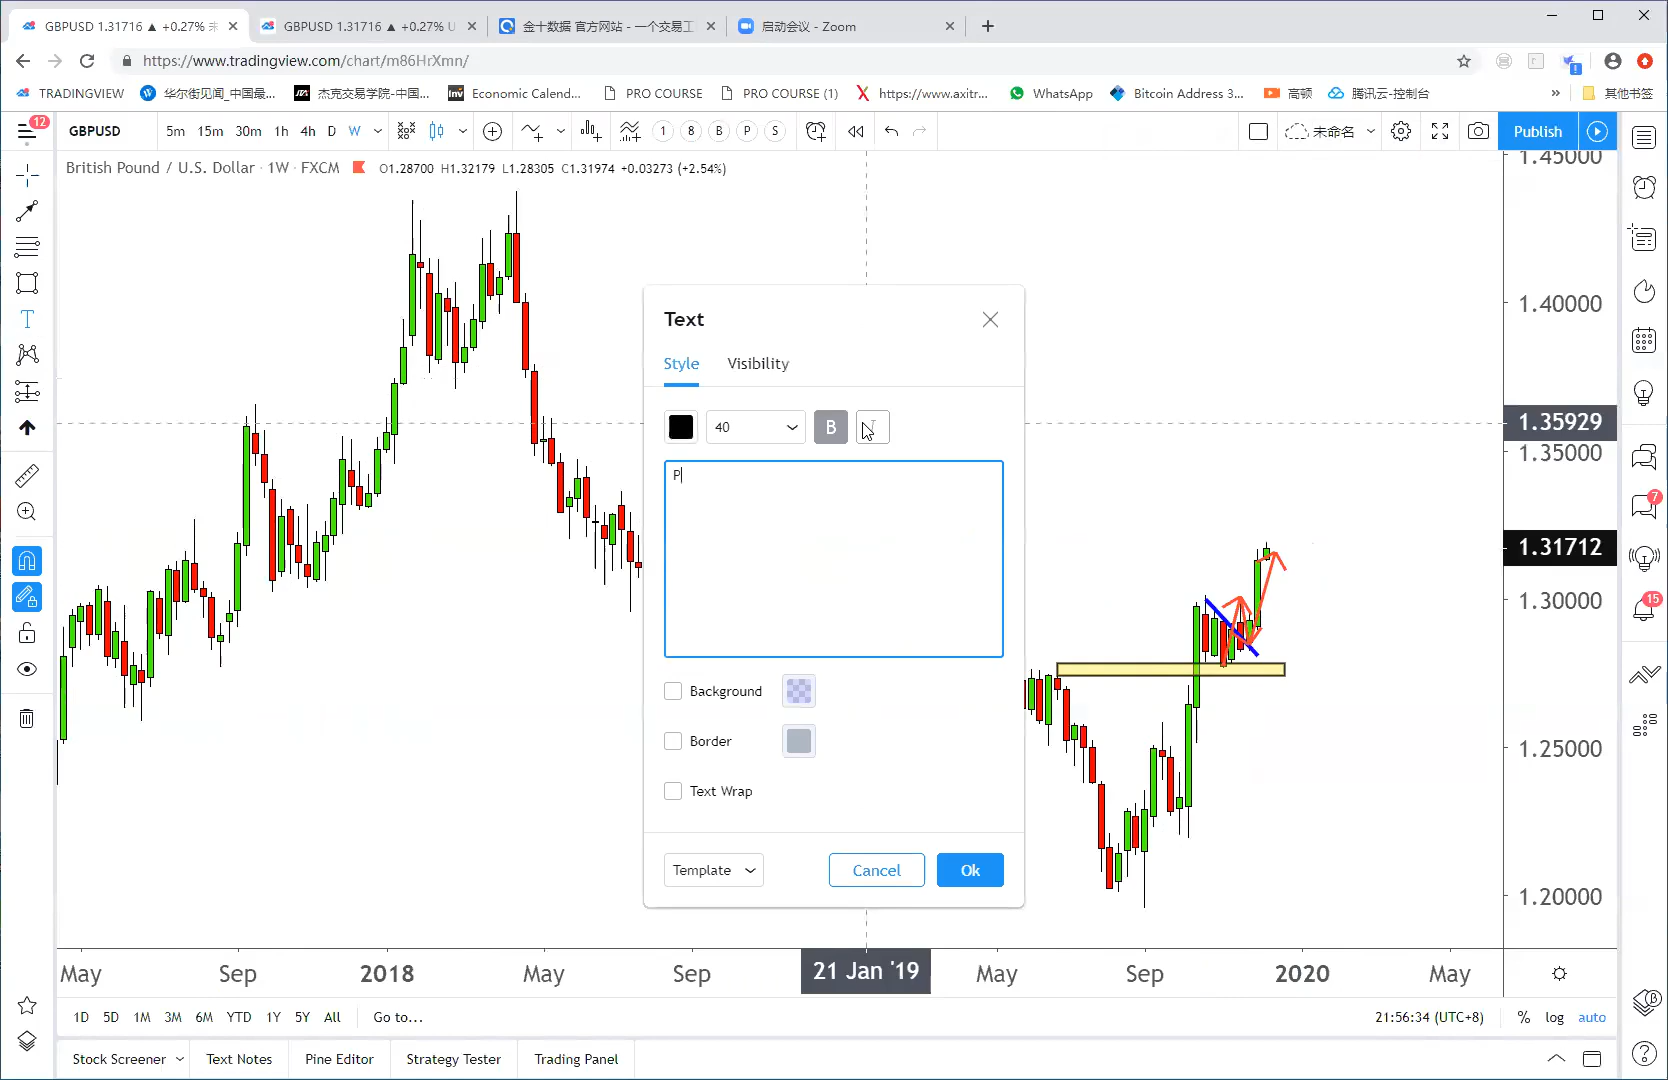 GBPUSD 1.31716 ▲ +0.27% 未
GBPUSD 1.31716 ▲ +0.27% U
金十数据 官方网站 - 一个交易工
启动会议 - Zoom
https://www.tradingview.com/chart/m86HrXmn/
TRADINGVIEW
华尔街见闻_中国最...
杰克交易学院-中国...
Inv
Economic Calend...
PRO COURSE
PRO COURSE (1)
https://www.axitr...
WhatsApp
Bitcoin Address 3...
高顿
腾讯云-控制台
»
其他书签
12
GBPUSD
5m 15m 30m 1h 4h D W
1 8 B P S
未命名
Publish
British Pound / U.S. Dollar · 1W · FXCM
O1.28700 H1.32179 L1.28305 C1.31974 +0.03273 (+2.54%)
1.45000
1.40000
1.35929
1.35000
1.31712
1.30000
1.25000
1.20000
Text
Style Visibility
40
B
P
Background
Border
Text Wrap
Template
Cancel
Ok
T
7
15
May Sep 2018 May Sep 21 Jan '19 May Sep 2020 May
1D 5D 1M 3M 6M YTD 1Y 5Y All Go to...
21:56:34 (UTC+8) % log auto
Stock Screener Text Notes Pine Editor Strategy Tester Trading Panel